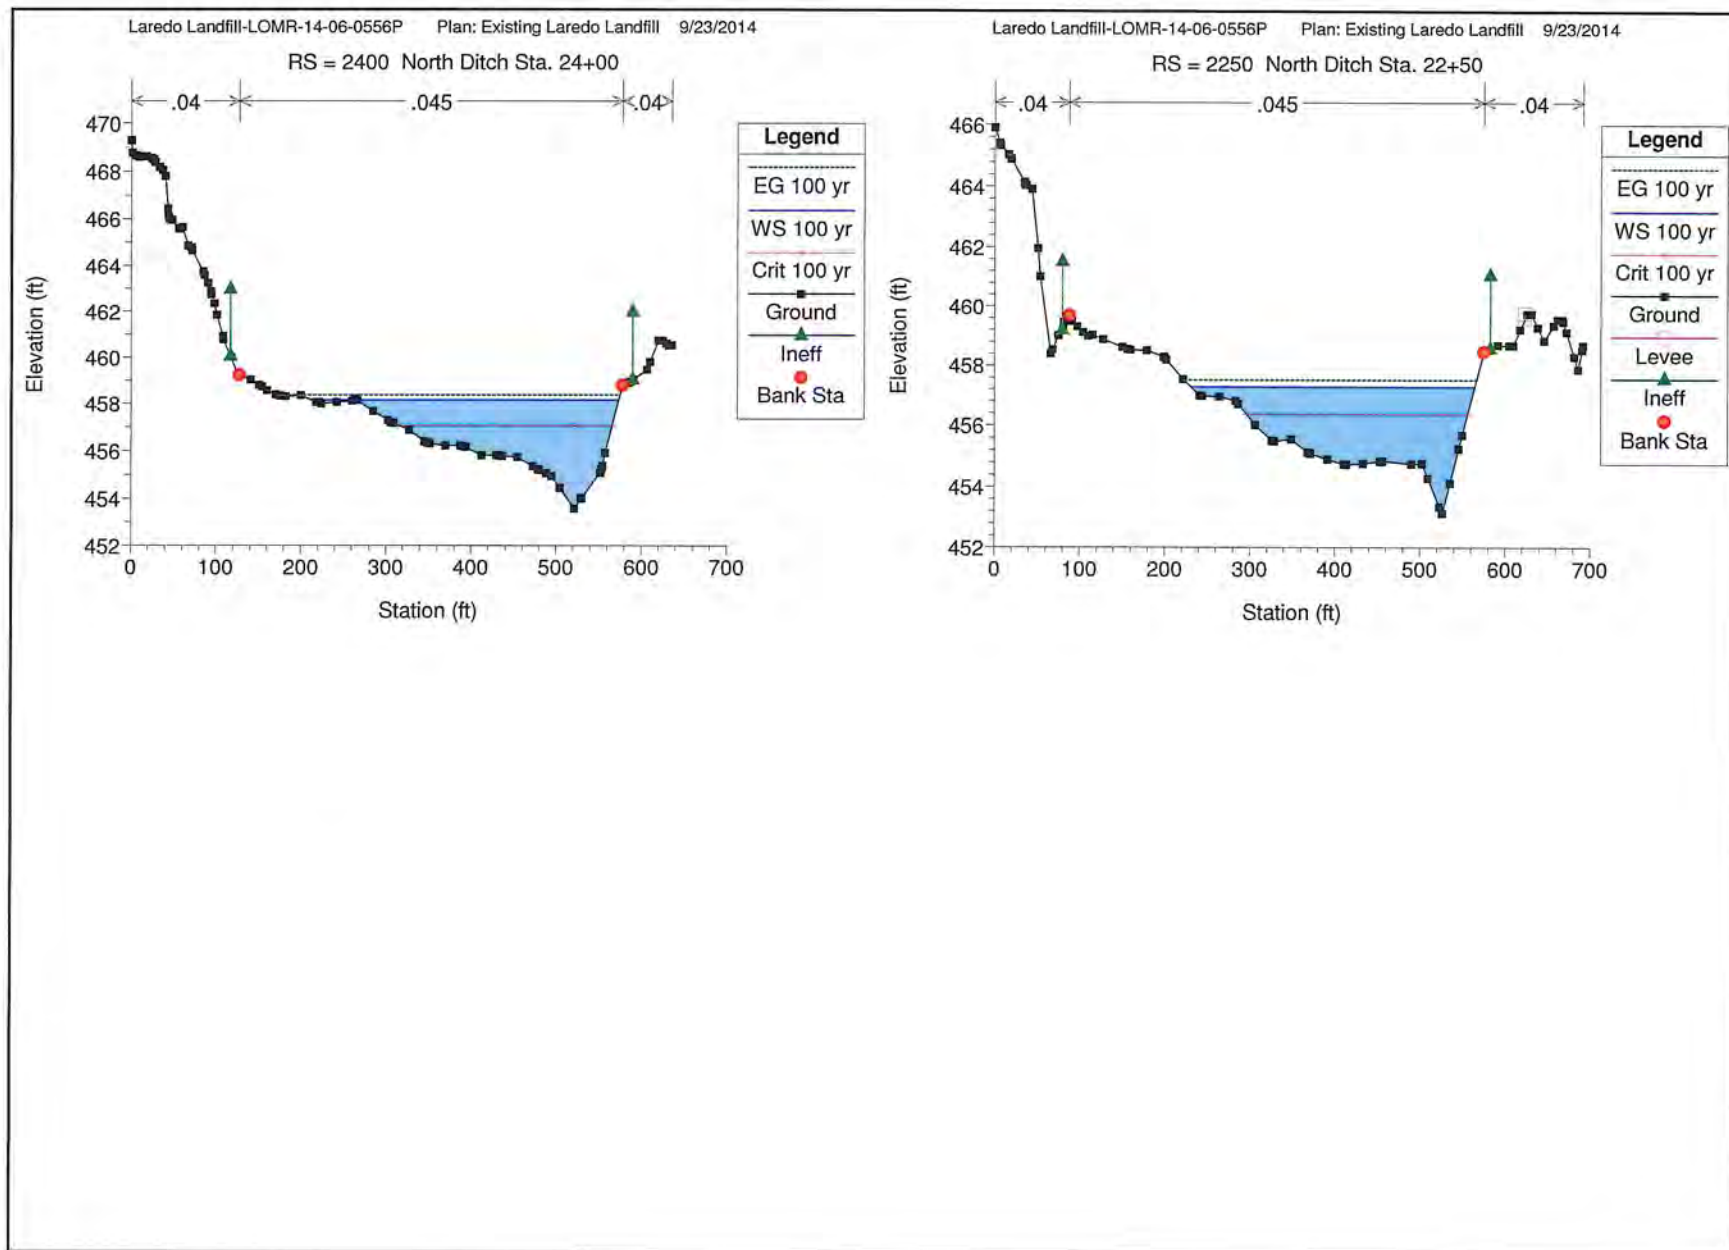 Laredo Landfill-LOMR-14-06-0556P Plan: Existing Laredo Landfill 9/23/2014
RS = 2400 North Ditch Sta. 24+00
.04 .045 .04
470
468
466
464
462
460
458
456
454
452
Elevation (ft)
0 100 200 300 400 500 600 700
Station (ft)
Legend
EG 100 yr
WS 100 yr
Crit 100 yr
Ground
Ineff
Bank Sta
Laredo Landfill-LOMR-14-06-0556P Plan: Existing Laredo Landfill 9/23/2014
RS = 2250 North Ditch Sta. 22+50
.04 .045 .04
466
464
462
460
458
456
454
452
Elevation (ft)
0 100 200 300 400 500 600 700
Station (ft)
Legend
EG 100 yr
WS 100 yr
Crit 100 yr
Ground
Levee
Ineff
Bank Sta